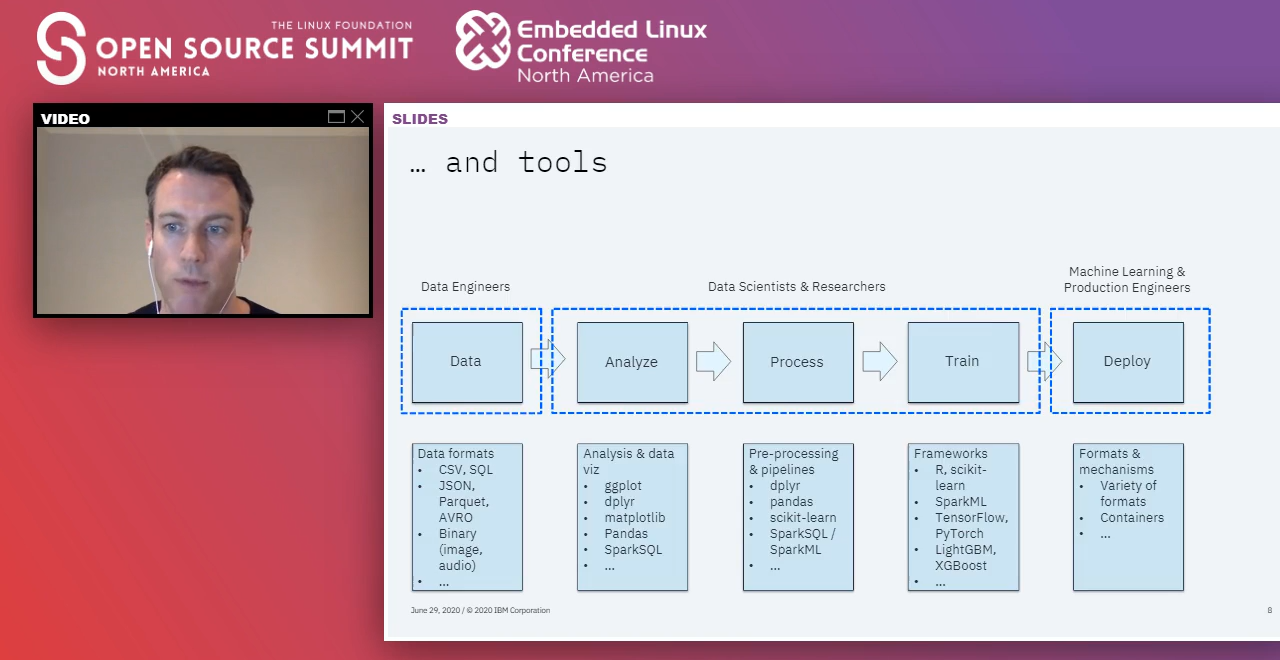 THE LINUX FOUNDATION
OPEN SOURCE SUMMIT
NORTH AMERICA
Embedded Linux
Conference
North America
VIDEO
SLIDES
… and tools
Data Engineers
Data Scientists & Researchers
Machine Learning &
Production Engineers
Data
Analyze
Process
Train
Deploy
Data formats
• CSV, SQL
• JSON,
Parquet,
AVRO
• Binary
(image,
audio)
• …
Analysis & data
viz
• ggplot
• dplyr
• matplotlib
• Pandas
• SparkSQL
• …
Pre-processing
& pipelines
• dplyr
• pandas
• scikit-learn
• SparkSQL /
SparkML
• …
Frameworks
• R, scikit-
learn
• SparkML
• TensorFlow,
PyTorch
• LightGBM,
XGBoost
• …
Formats &
mechanisms
• Variety of
formats
• Containers
• …
June 29, 2020 / © 2020 IBM Corporation
8